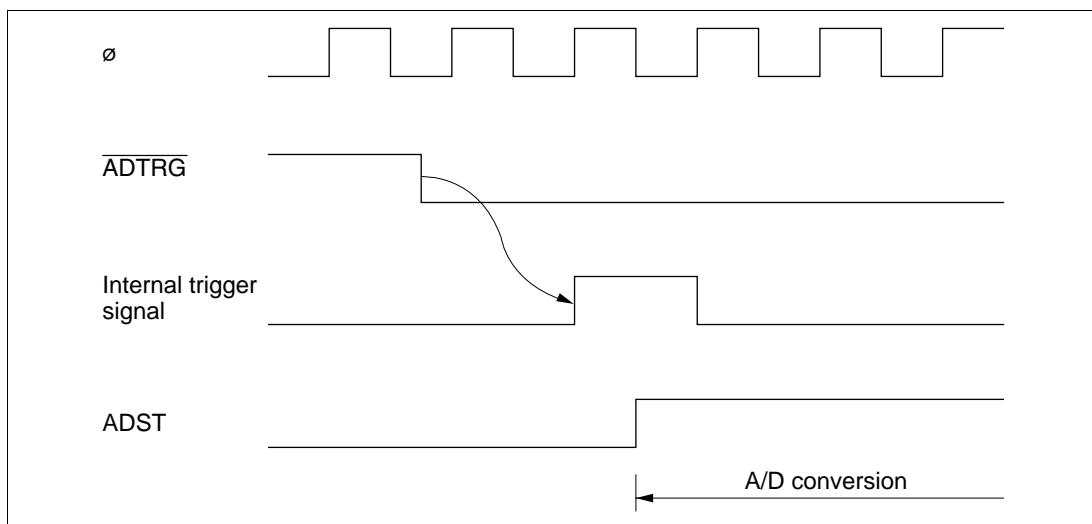 ø
ADTRG
Internal trigger
signal
ADST
A/D conversion